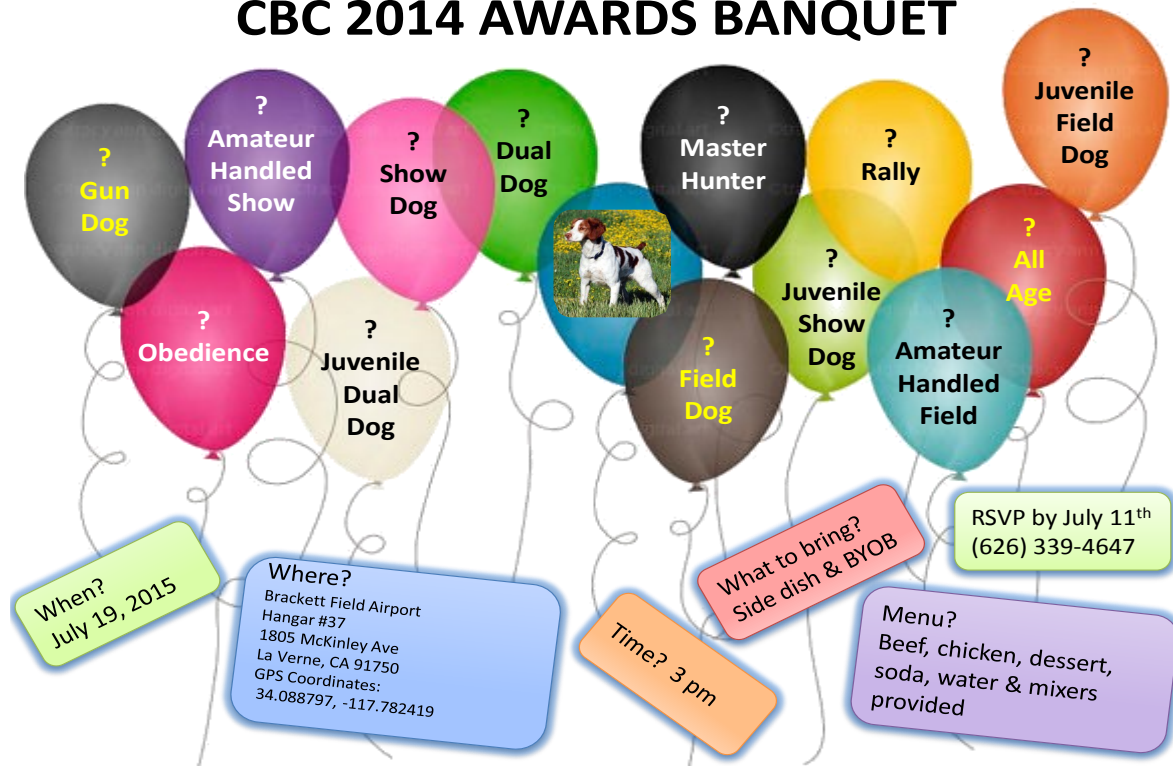 CBC 2014 AWARDS BANQUET
?
Gun
Dog
?
Amateur
Handled
Show
?
Show
Dog
?
Dual
Dog
?
Master
Hunter
?
Rally
?
Juvenile
Field
Dog
?
Obedience
?
Juvenile
Dual
Dog
?
Field
Dog
?
Juvenile
Show
Dog
?
Amateur
Handled
Field
?
All
Age
When?
July 19, 2015
Where?
Brackett Field Airport
Hangar #37
1805 McKinley Ave
La Verne, CA 91750
GPS Coordinates:
34.088797, -117.782419
Time? 3 pm
What to bring?
Side dish & BYOB
RSVP by July 11th
(626) 339-4647
Menu?
Beef, chicken, dessert,
soda, water & mixers
provided